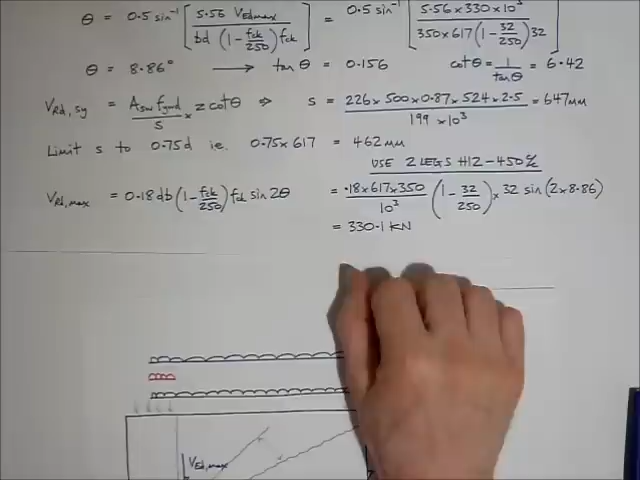 θ = 0.5 sin⁻¹ [ 5.56 VEd,max / bd (1 - fck/250) fck ] = 0.5 sin⁻¹ [ 5.56 × 330 × 10³ / 350 × 617 (1 - 32/250) 32 ]
θ = 8.86° → tan θ = 0.156 cot θ = 1/tan θ = 6.42
VRd,sy = Asw fywd / s × z cot θ ⇒ s = 226 × 500 × 0.87 × 524 × 2.5 / 199 × 10³ = 647 mm
Limit s to 0.75d ie. 0.75 × 617 = 462 mm
USE 2 LEGS H12 - 450 c/c
VRd,max = 0.18 db (1 - fck/250) fck sin 2θ = .18 × 617 × 350 / 10³ (1 - 32/250) × 32 sin (2 × 8.86)
= 330.1 KN
VEd,max